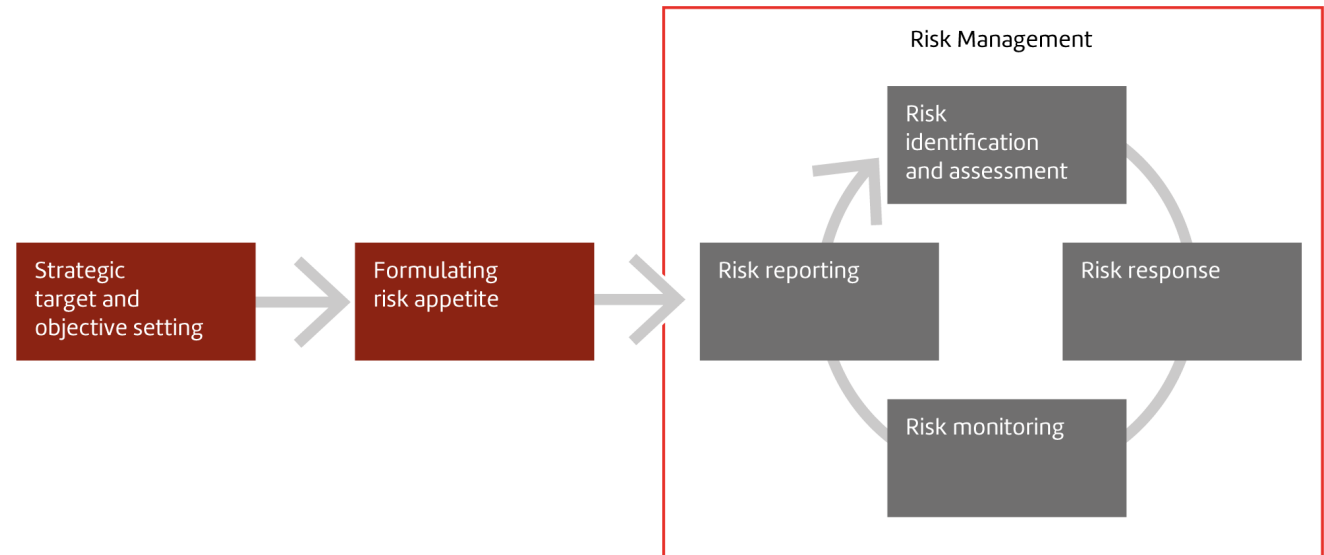 Risk Management
Risk
identification
and assessment
Strategic
target and
objective setting
Formulating
risk appetite
Risk reporting
Risk response
Risk monitoring